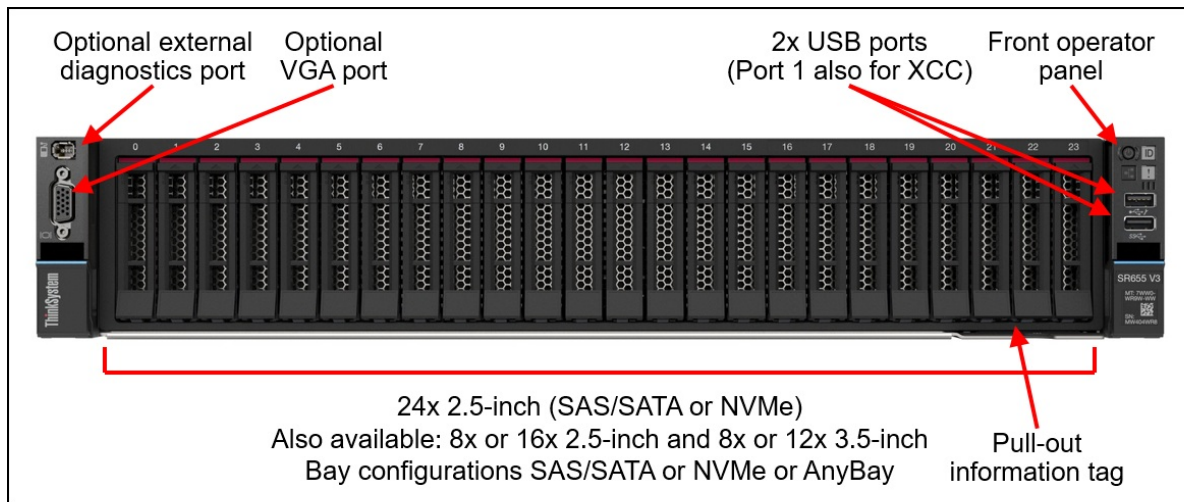 Optional external
diagnostics port
Optional
VGA port
2x USB ports
(Port 1 also for XCC)
Front operator
panel
0 1 2 3 4 5 6 7 8 9 10 11 12 13 14 15 16 17 18 19 20 21 22 23
ID
ThinkSystem
SR655 V3
24x 2.5-inch (SAS/SATA or NVMe)
Also available: 8x or 16x 2.5-inch and 8x or 12x 3.5-inch
Bay configurations SAS/SATA or NVMe or AnyBay
Pull-out
information tag